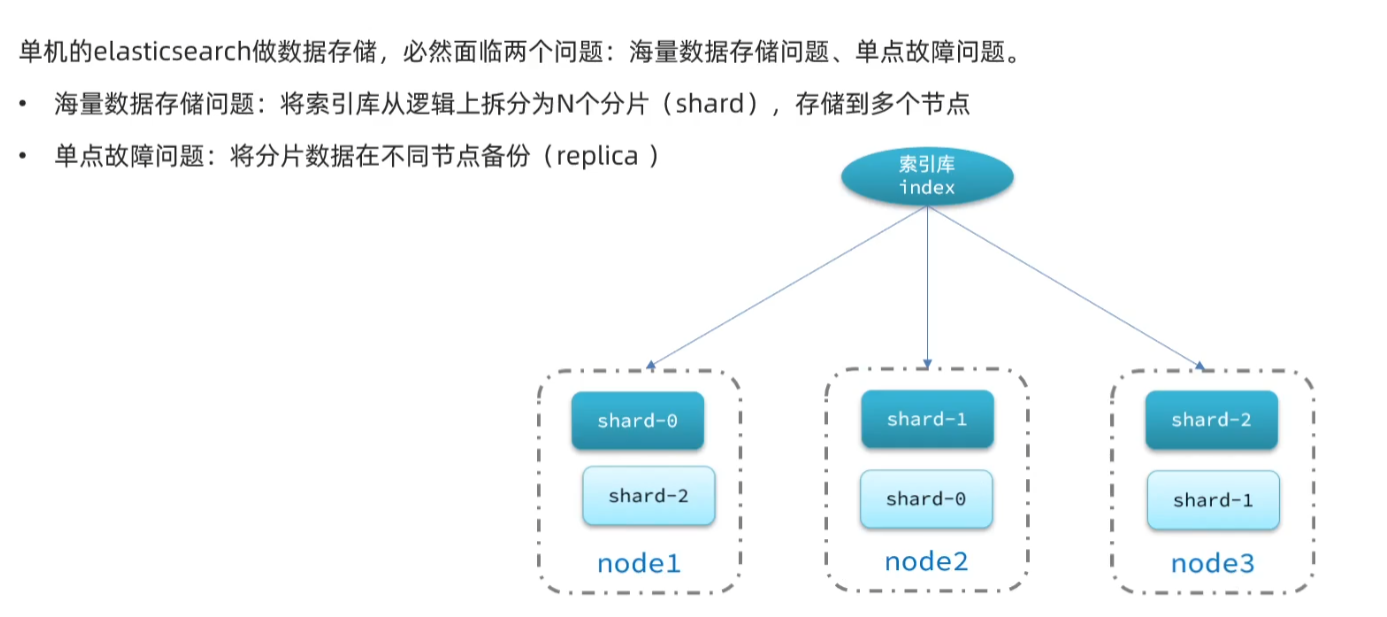 单机的elasticsearch做数据存储，必然面临两个问题：海量数据存储问题、单点故障问题。
• 海量数据存储问题：将索引库从逻辑上拆分为N个分片（shard），存储到多个节点
• 单点故障问题：将分片数据在不同节点备份（replica ）
索引库
index
shard-0
shard-2
node1
shard-1
shard-0
node2
shard-2
shard-1
node3